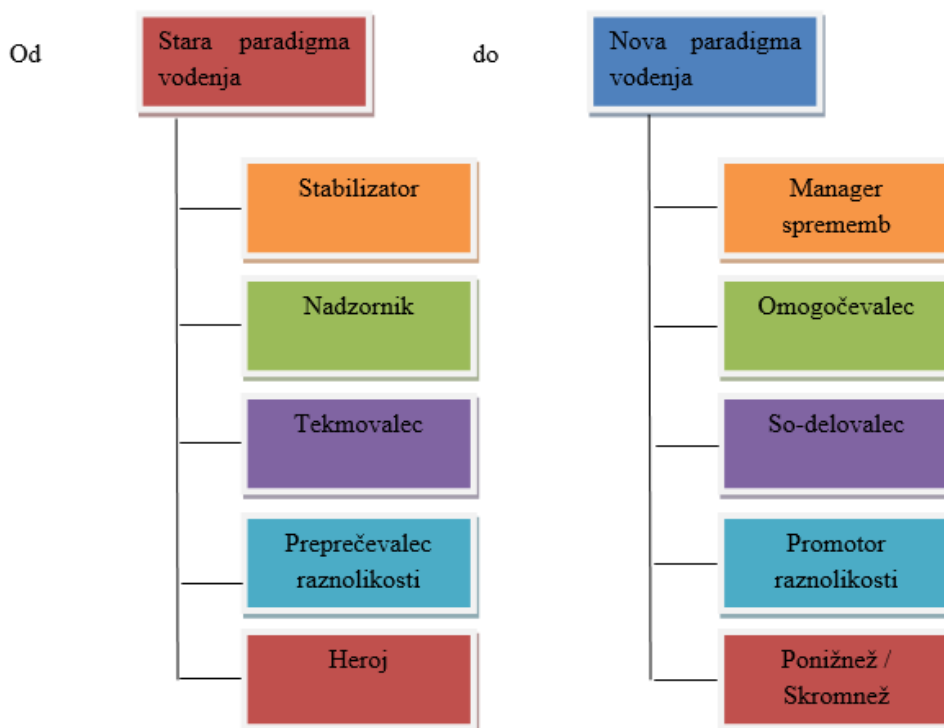 Od
Stara paradigma
vodenja
do
Nova paradigma
vodenja
Stabilizator
Manager
sprememb
Nadzornik
Omogočevalec
Tekmovalec
So-delovalec
Preprečevalec
raznolikosti
Promotor
raznolikosti
Heroj
Ponižnež /
Skromnež